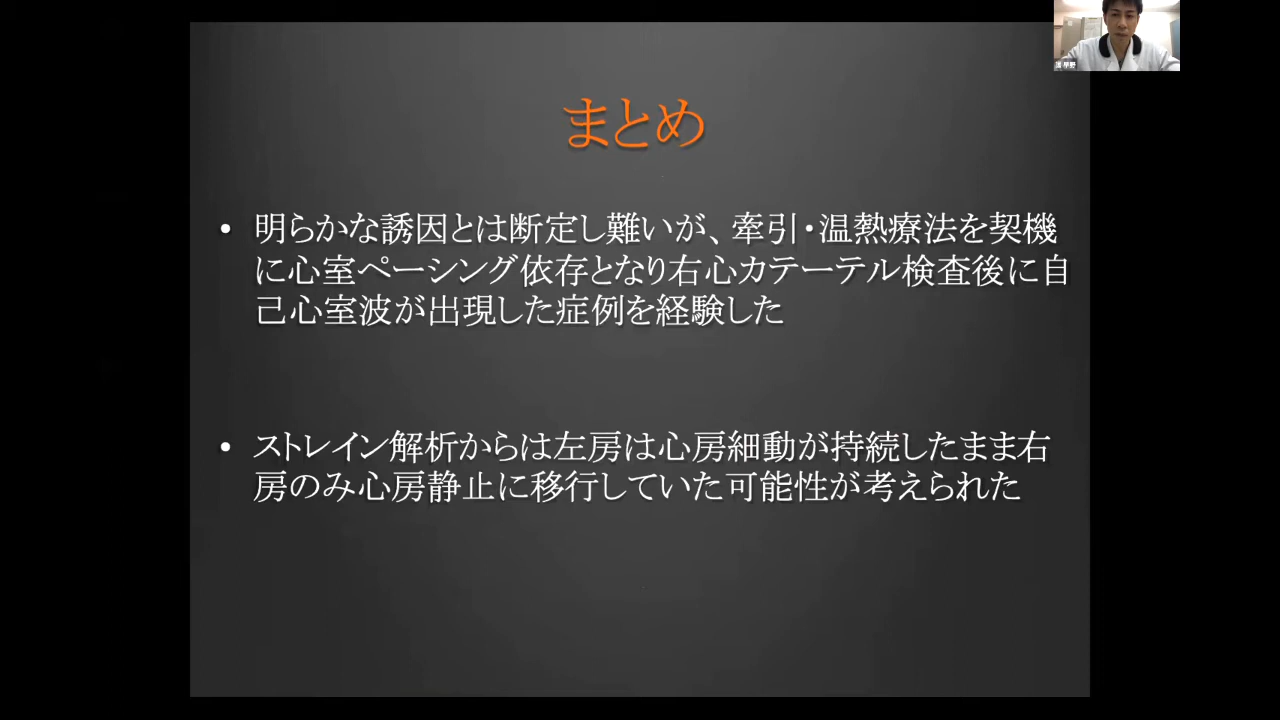 まとめ
• 明らかな誘因とは断定し難いが、牽引・温熱療法を契機
に心室ペーシング依存となり右心カテーテル検査後に自
己心室波が出現した症例を経験した
• ストレイン解析からは左房は心房細動が持続したまま右
房のみ心房静止に移行していた可能性が考えられた